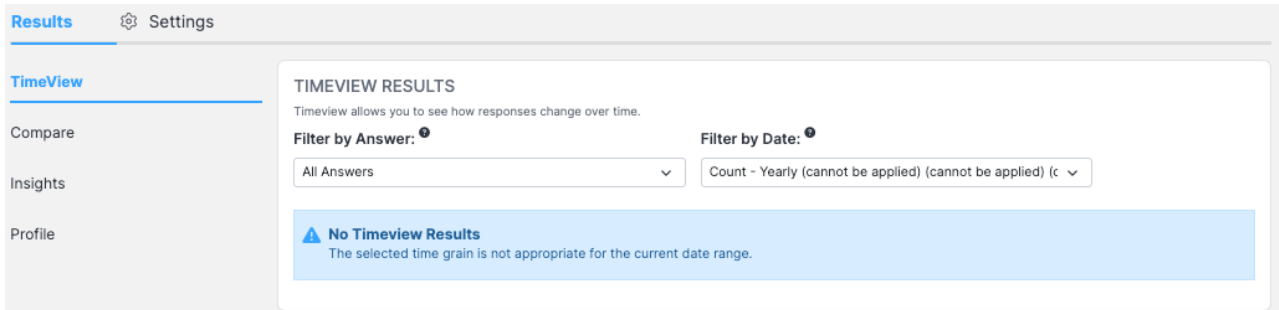 Results
Settings
TimeView
Compare
Insights
Profile
TIMEVIEW RESULTS
Timeview allows you to see how responses change over time.
Filter by Answer:
All Answers
Filter by Date:
Count - Yearly (cannot be applied) (cannot be applied) (c
No Timeview Results
The selected time grain is not appropriate for the current date range.